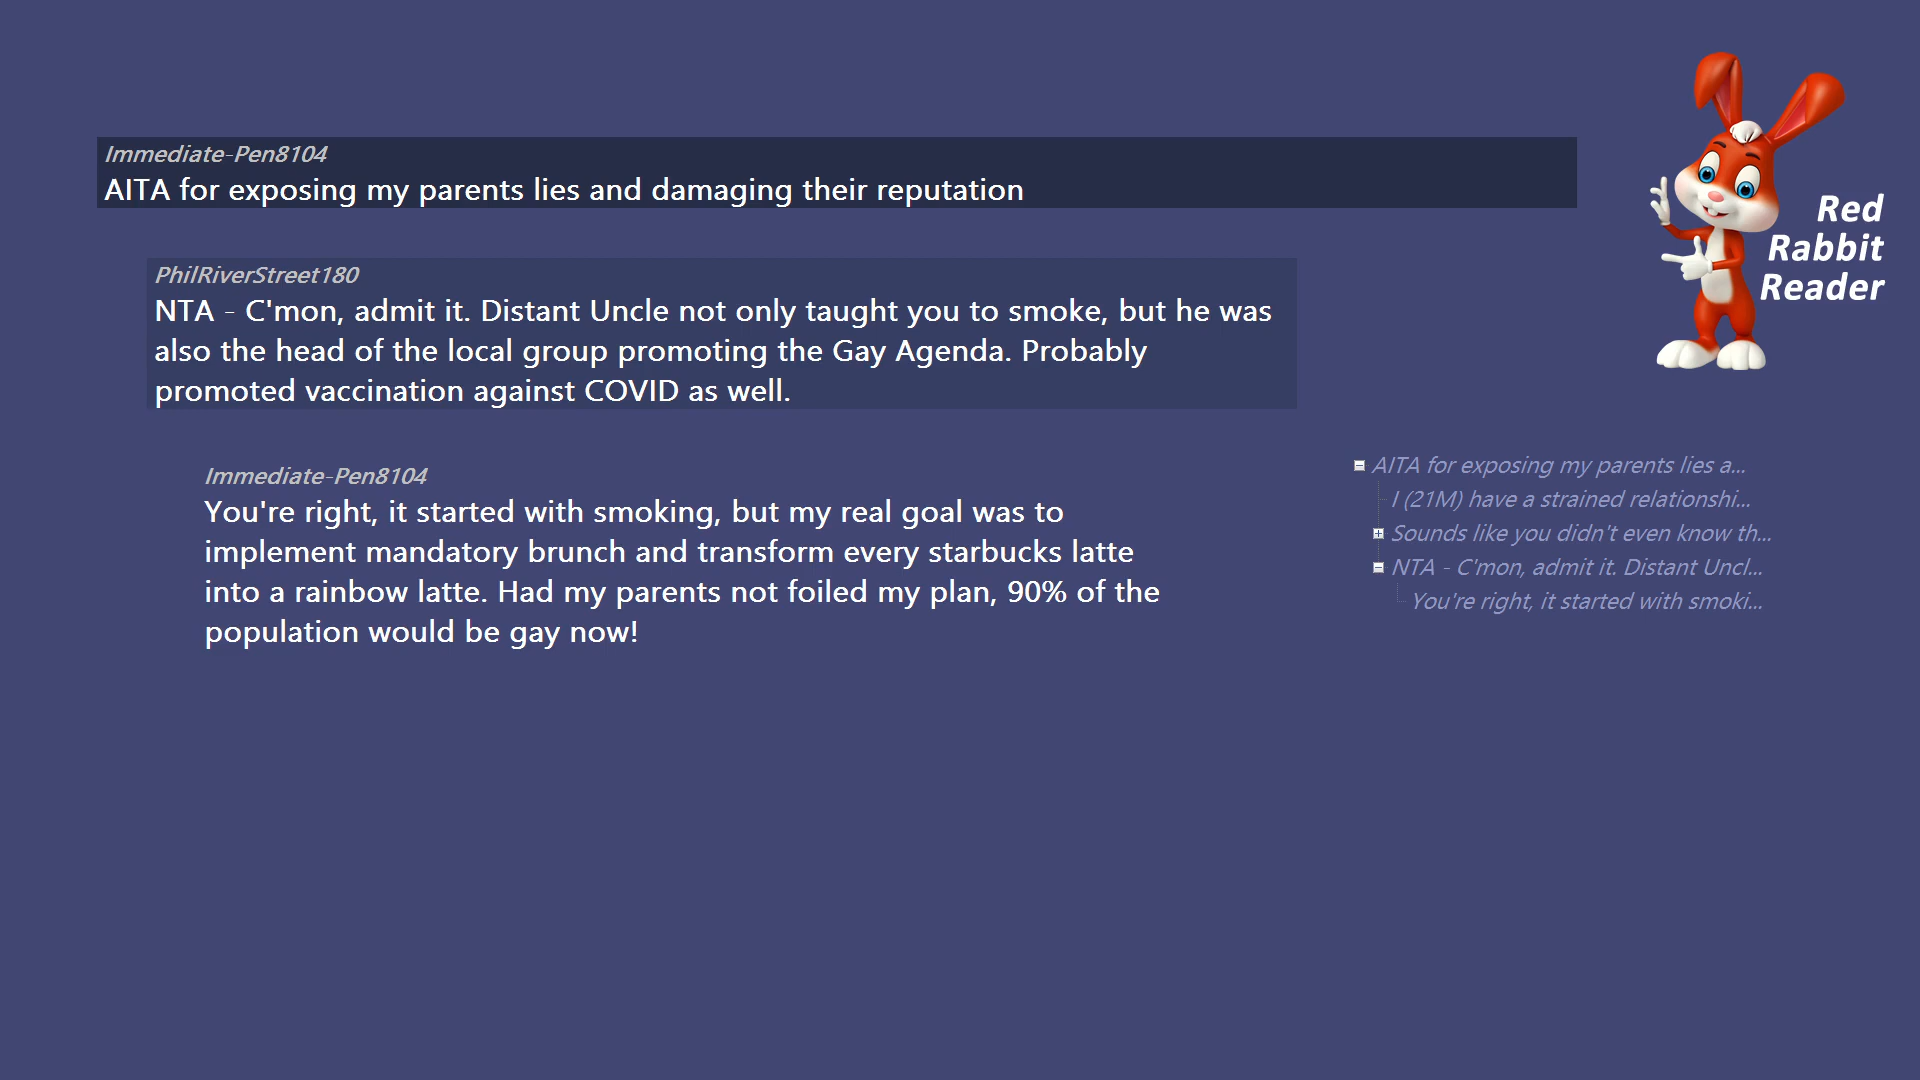 Immediate-Pen8104
AITA for exposing my parents lies and damaging their reputation
PhilRiverStreet180
NTA - C'mon, admit it. Distant Uncle not only taught you to smoke, but he was
also the head of the local group promoting the Gay Agenda. Probably
promoted vaccination against COVID as well.
Immediate-Pen8104
You're right, it started with smoking, but my real goal was to
implement mandatory brunch and transform every starbucks latte
into a rainbow latte. Had my parents not foiled my plan, 90% of the
population would be gay now!
Red
Rabbit
Reader
AITA for exposing my parents lies a...
I (21M) have a strained relationshi...
Sounds like you didn't even know th...
NTA - C'mon, admit it. Distant Uncl...
You're right, it started with smoki...